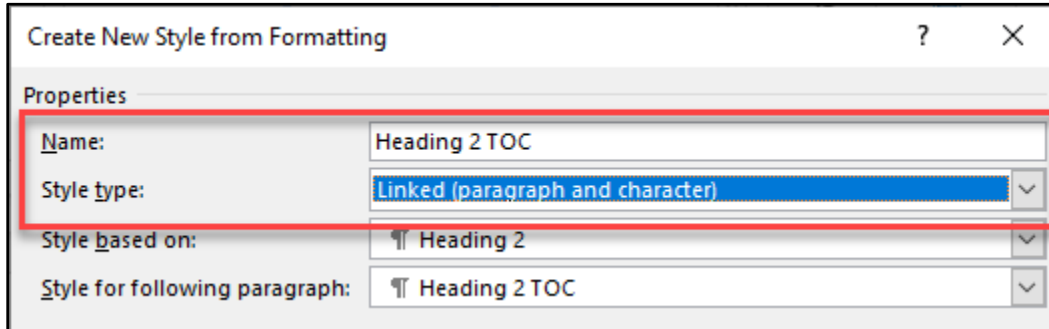 Create New Style from Formatting ?
Properties
Name: Heading 2 TOC
Style type: Linked (paragraph and character)
Style based on: ¶ Heading 2
Style for following paragraph: ¶ Heading 2 TOC